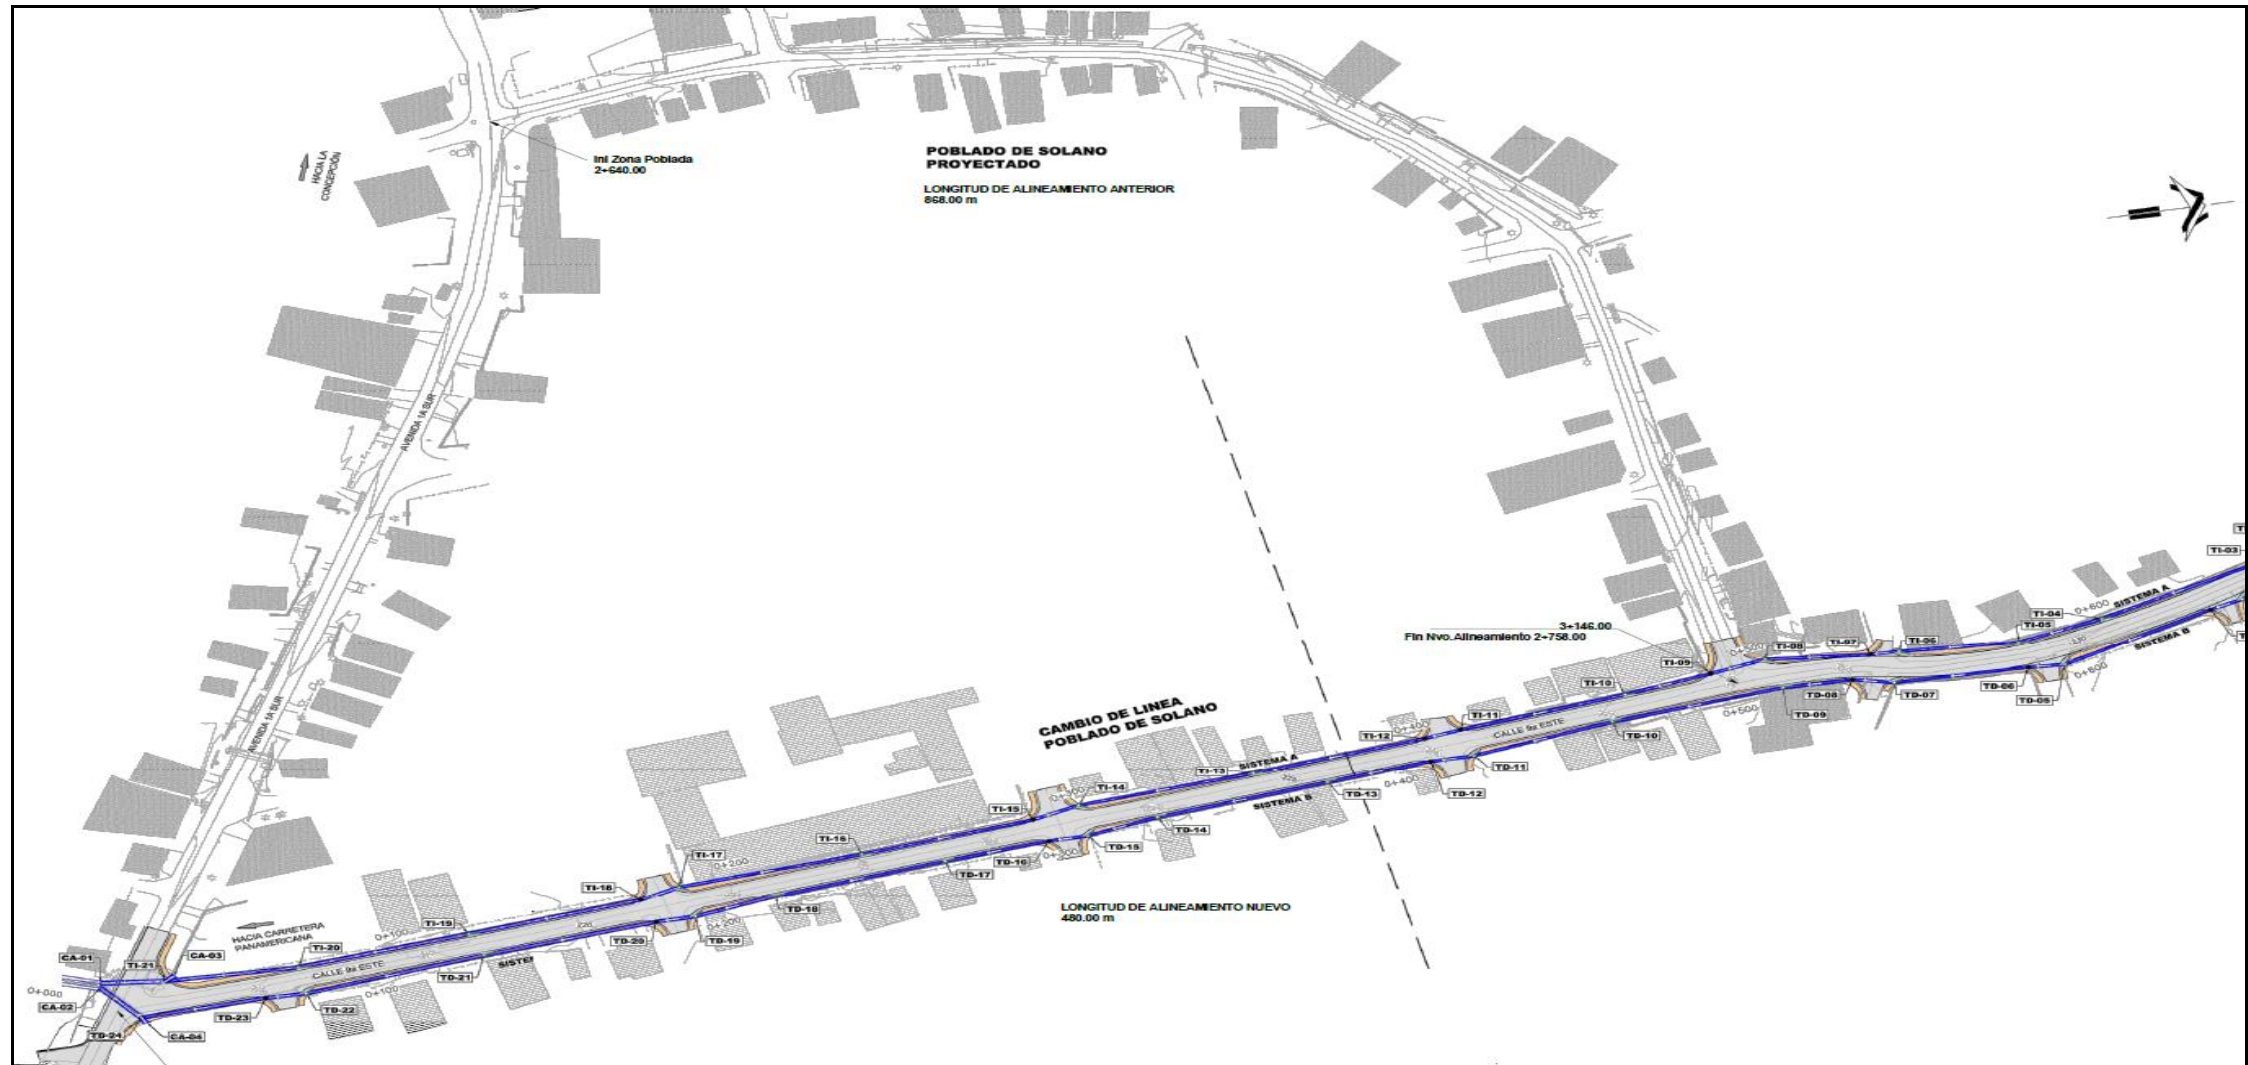 HACIA LA
CONCEPCIÓN
Ini Zona Poblada
2+640.00
POBLADO DE SOLANO
PROYECTADO
LONGITUD DE ALINEAMIENTO ANTERIOR
868.00 m
AVENIDA 1A SUR
AVENIDA 1A SUR
3+146.00
Fin Nvo.Alineamiento 2+758.00
CAMBIO DE LINEA
POBLADO DE SOLANO
LONGITUD DE ALINEAMIENTO NUEVO
480.00 m
HACIA CARRETERA
PANAMERICANA
CALLE 9a ESTE
CALLE 9a ESTE
SISTEMA A
SISTEMA B
SISTEMA A
SISTEMA B
SISTE
TI-03
TI-04
0+600
TI-05
TI-06
TI-07
TI-08
0+500
TI-09
TI-10
TI-11
0+400
TI-12
TI-13
TI-14
0+300
TI-15
TI-16
TI-17
0+200
TI-18
TI-19
0+100
TI-20
TI-21
CA-03
CA-01
0+000
CA-02
TD-24
CA-04
TD-23
TD-22
0+100
TD-21
TD-20
TD-19
0+200
TD-18
TD-17
TD-16
0+300
TD-15
TD-14
TD-13
0+400
TD-12
TD-11
TD-10
0+500
TD-09
TD-08
TD-07
TD-06
TD-05
0+600